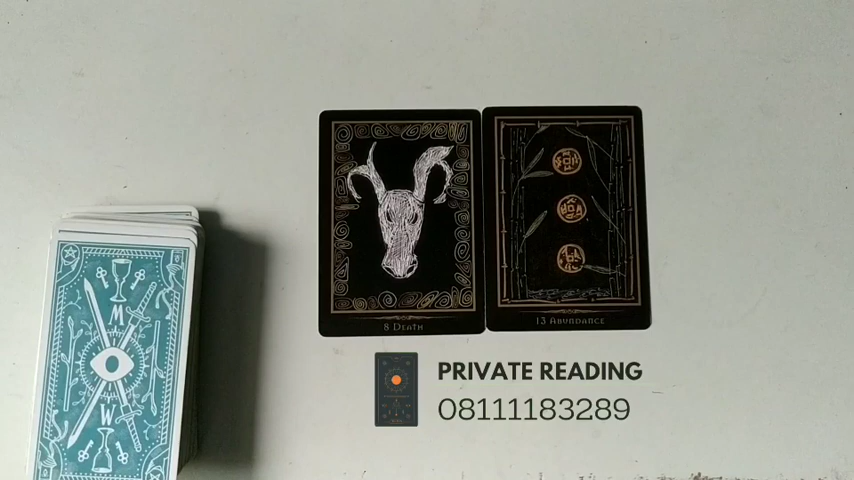 8 Death
13 Abundance
PRIVATE READING
08111183289
M
W